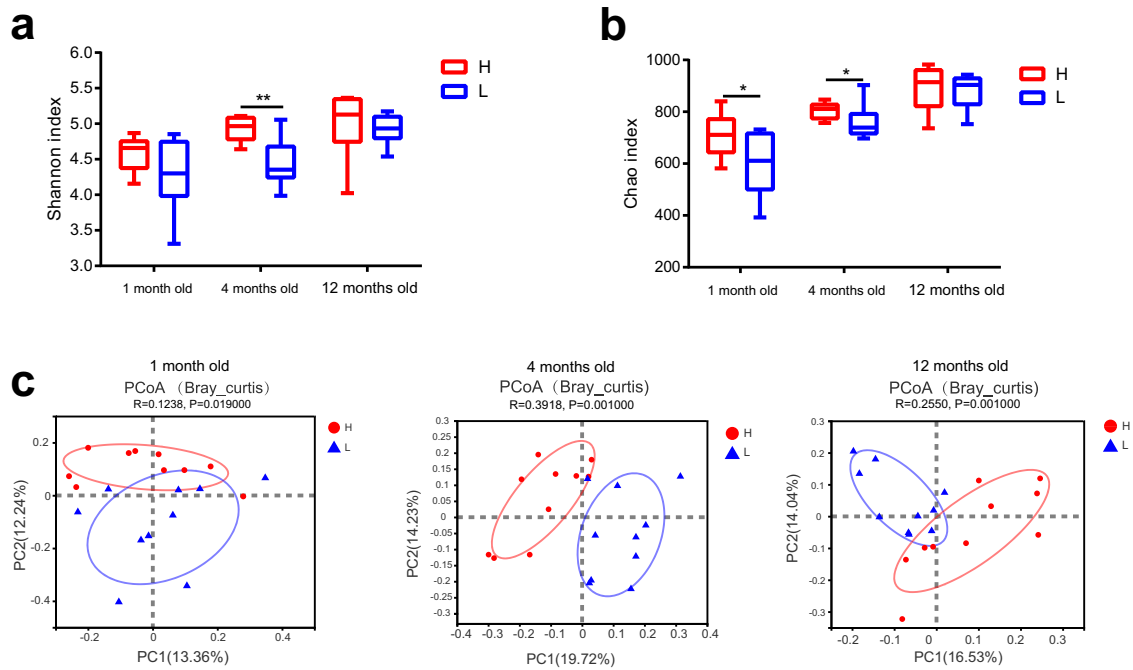 a
Shannon index
6.0
5.5
5.0
4.5
4.0
3.5
3.0
**
1 month old
4 months old
12 months old
H
L
b
Chao index
1000
800
600
400
200
*
*
1 month old
4 months old
12 months old
H
L
c
1 month old
PCoA （Bray_curtis）
R=0.1238, P=0.019000
PC2(12.24%)
0.2
0
-0.2
-0.4
-0.2
0
0.2
0.4
PC1(13.36%)
H
L
4 months old
PCoA （Bray_curtis)
R=0.3918, P=0.001000
PC2(14.23%)
0.3
0.25
0.2
0.15
0.1
0.05
0
-0.05
-0.1
-0.15
-0.2
-0.25
-0.3
-0.4
-0.3
-0.2
-0.1
0
0.1
0.2
0.3
0.4
PC1(19.72%)
H
L
12 months old
PCoA （Bray_curtis)
R=0.2550, P=0.001000
PC2(14.04%)
0.3
0.2
0.1
0
-0.1
-0.2
-0.3
-0.2
-0.1
0
0.1
0.2
0.3
PC1(16.53%)
H
L